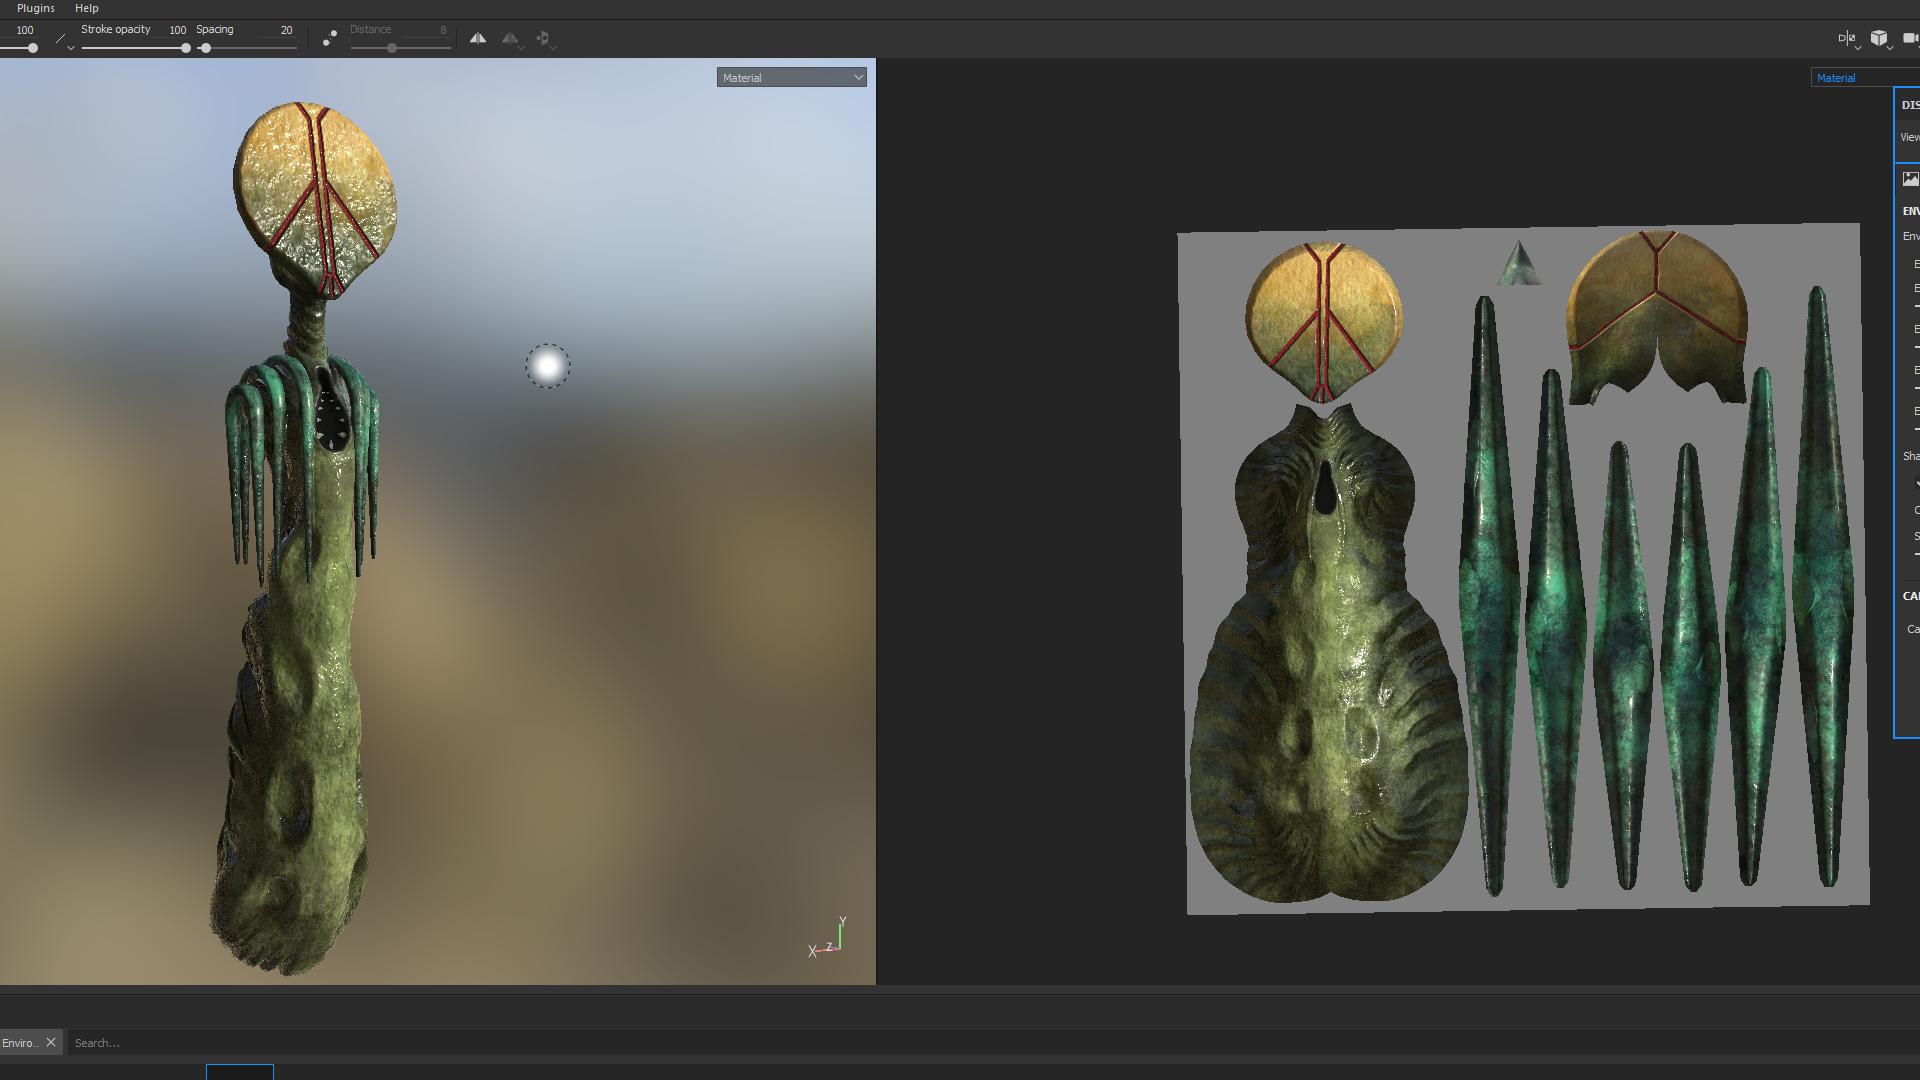 Plugins Help
100 Stroke opacity 100 Spacing 20 Distance 8
Material
Material
DIS
View
ENV
Env
E
E
E
E
E
Sha
C
S
CAI
Ca
Y
X Z
Enviro.. Search...